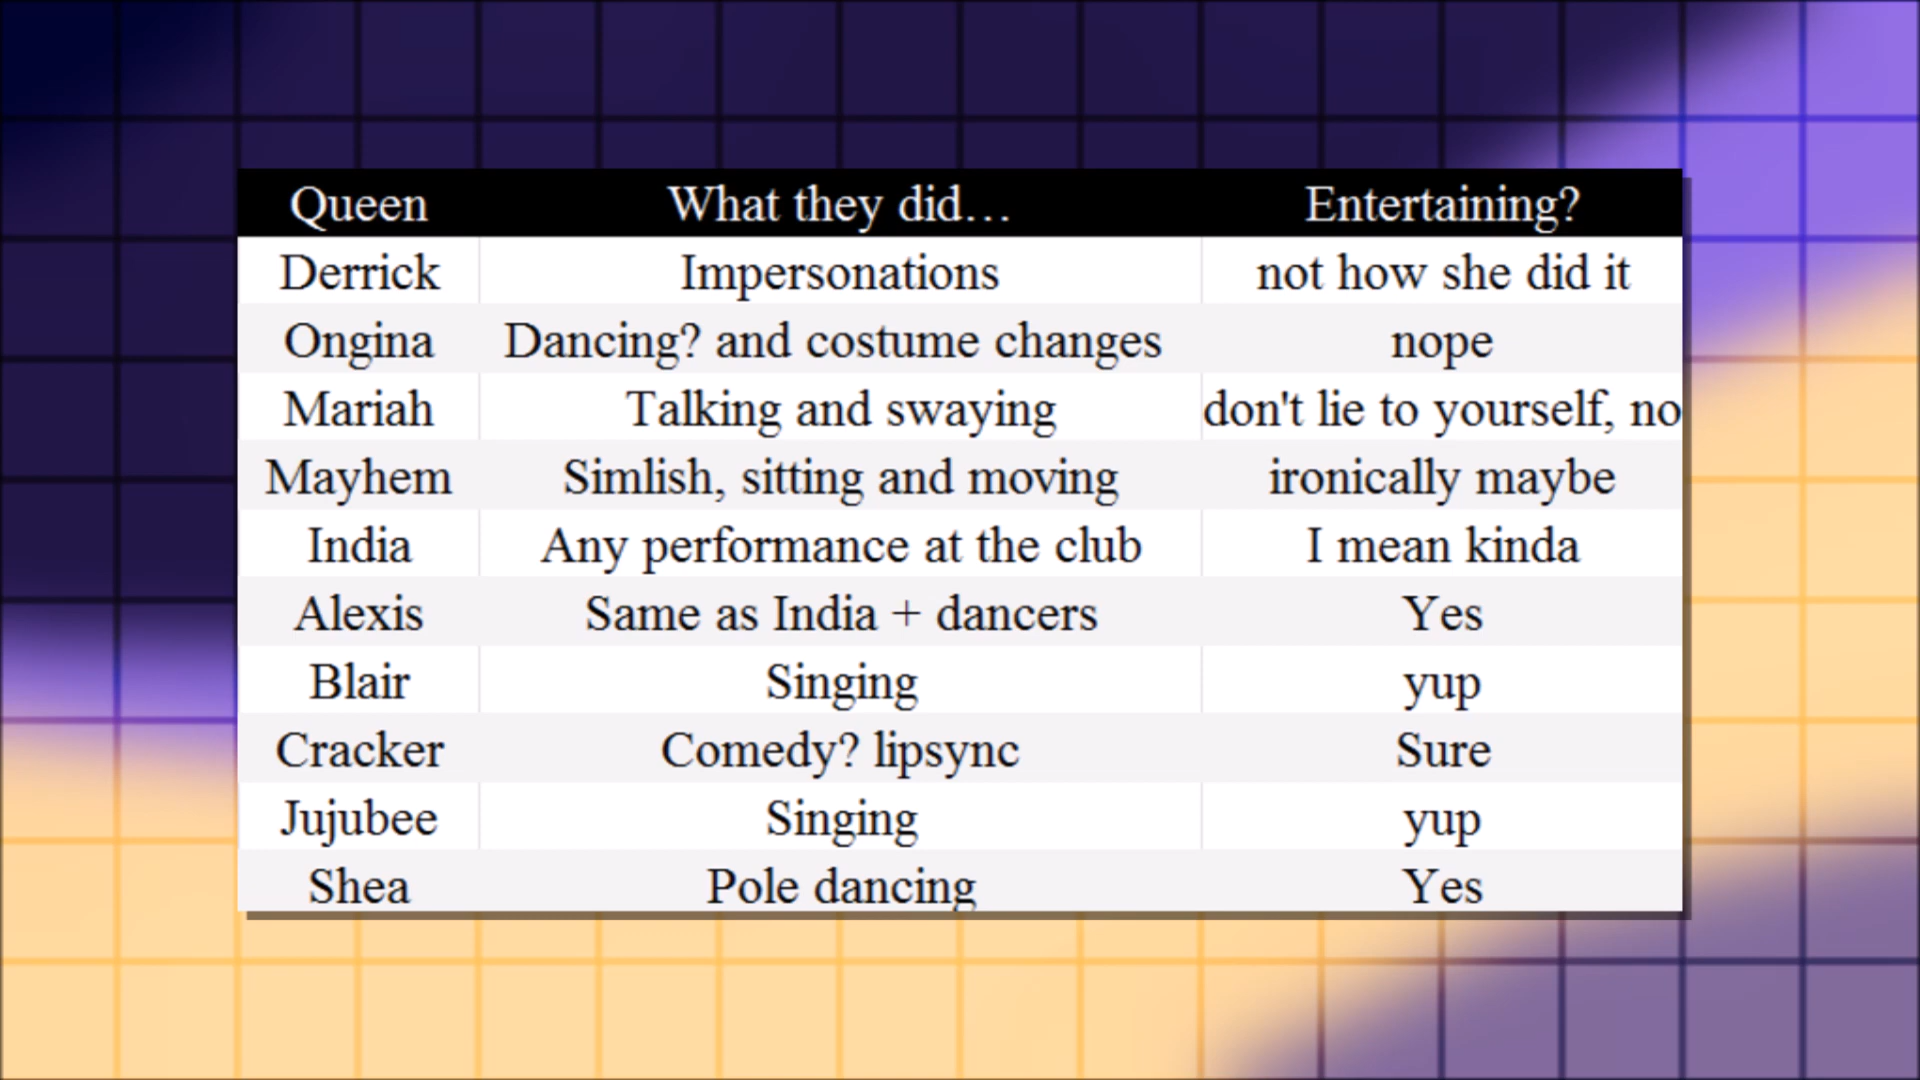 Queen What they did… Entertaining?
Derrick Impersonations not how she did it
Ongina Dancing? and costume changes nope
Mariah Talking and swaying don't lie to yourself, no
Mayhem Simlish, sitting and moving ironically maybe
India Any performance at the club I mean kinda
Alexis Same as India + dancers Yes
Blair Singing yup
Cracker Comedy? lipsync Sure
Jujubee Singing yup
Shea Pole dancing Yes